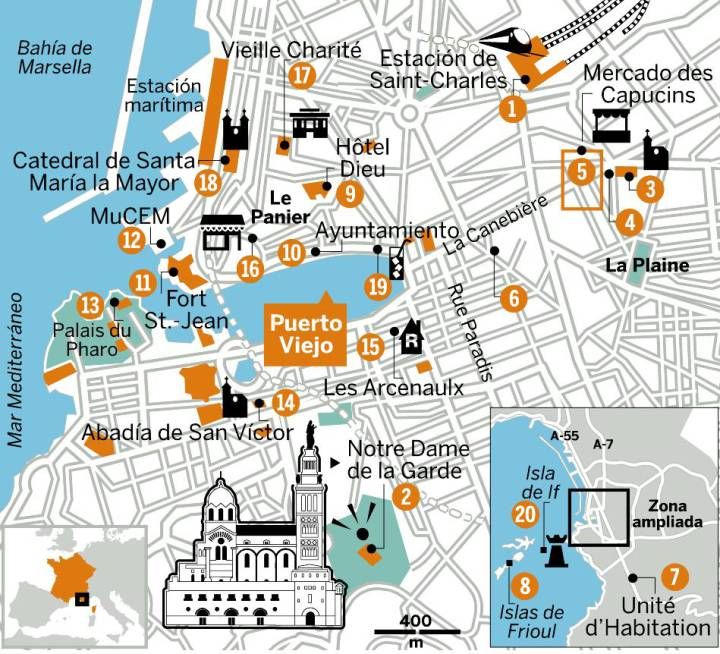 Bahía de
Marsella
Vieille Charité
17
Estación de
Saint-Charles
1
Mercado des
Capucins
Estación
marítima
Catedral de Santa
María la Mayor
18
Hôtel
Dieu
9
5
3
4
Le
Panier
MuCEM
12
Ayuntamiento
10
La Canebière
16
19
11
Fort
St.-Jean
La Plaine
6
13
Palais du
Pharo
Puerto
Viejo
15
Rue Paradis
Mar Mediterráneo
R
Les Arcenaulx
14
Abadía de San Víctor
Notre Dame
de la Garde
2
A-55
A-7
Isla
de If
20
Zona
ampliada
8
Islas de
Frioul
7
Unité
d'Habitation
400
m